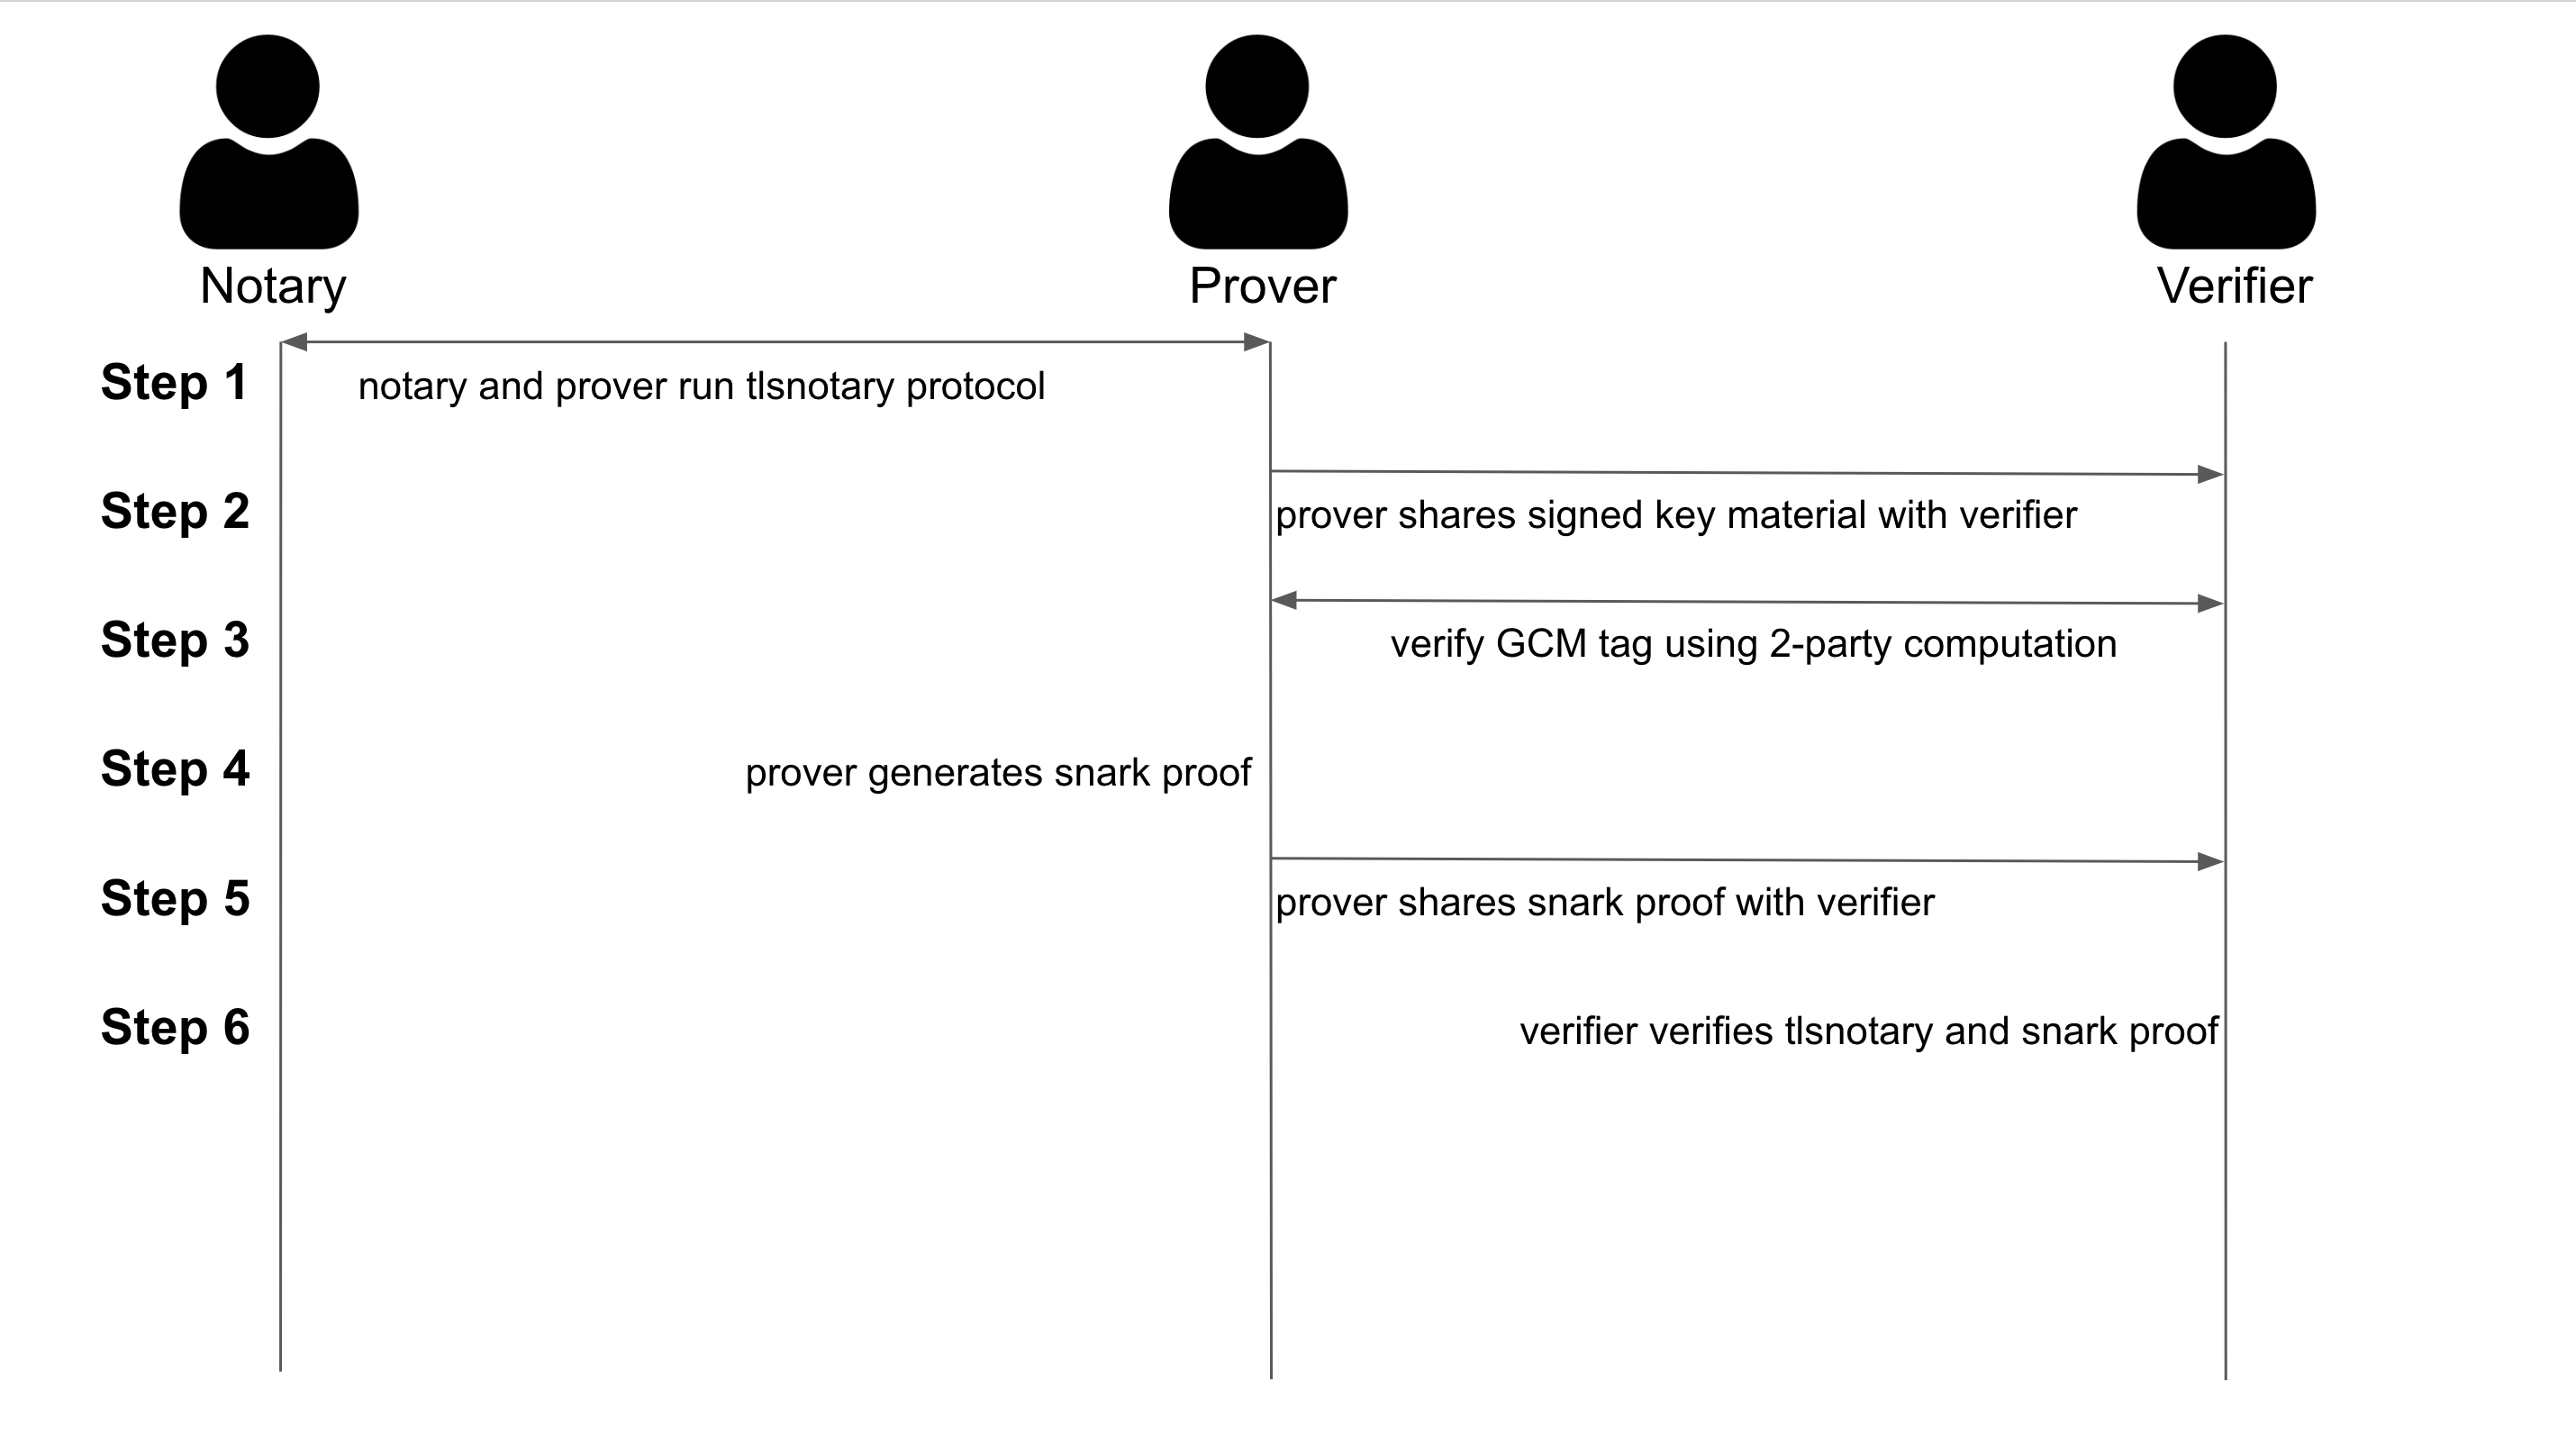 Notary
Prover
Verifier
Step 1
notary and prover run tlsnotary protocol
Step 2
prover shares signed key material with verifier
Step 3
verify GCM tag using 2-party computation
Step 4
prover generates snark proof
Step 5
prover shares snark proof with verifier
Step 6
verifier verifies tlsnotary and snark proof